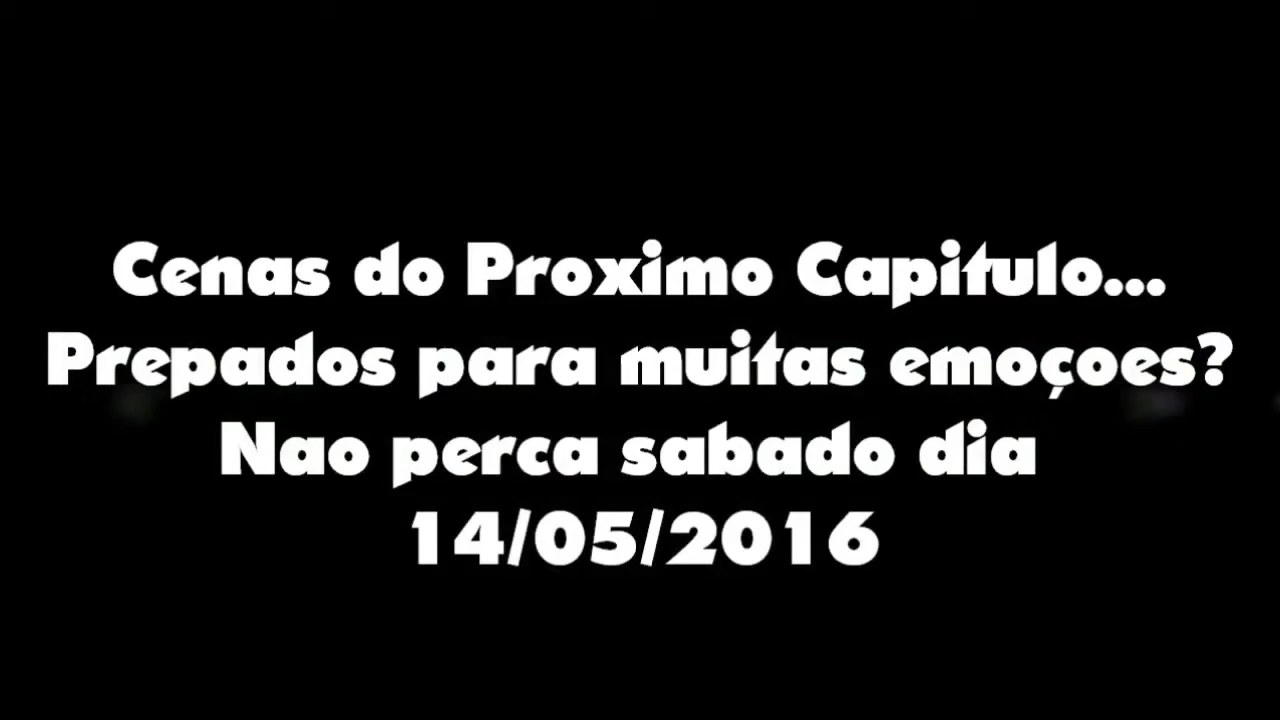 Cenas do Proximo Capitulo...
Prepados para muitas emoçoes?
Nao perca sabado dia
14/05/2016